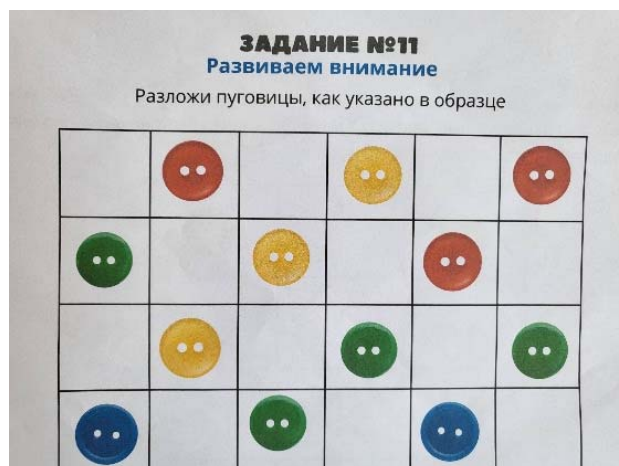 ЗАДАНИЕ №11
Развиваем внимание
Разложи пуговицы, как указано в образце